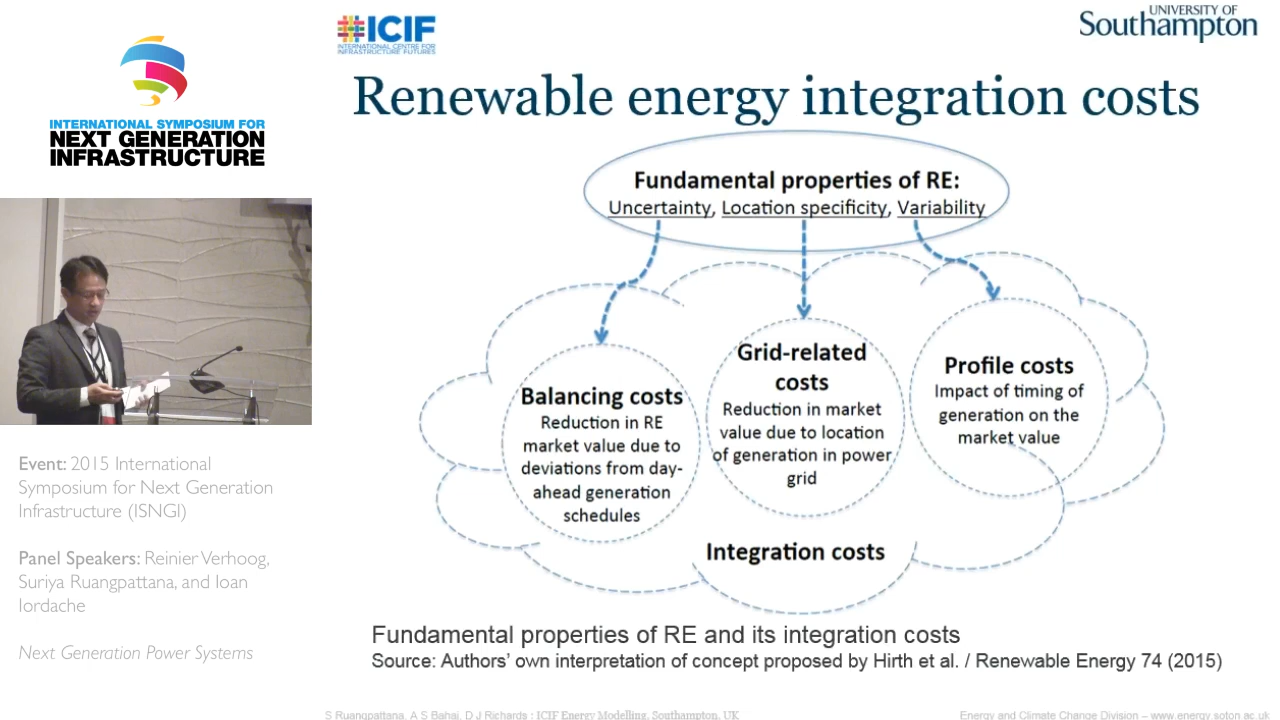 INTERNATIONAL SYMPOSIUM FOR
NEXT GENERATION
INFRASTRUCTURE
Event: 2015 International
Symposium for Next Generation
Infrastructure (ISNGI)
Panel Speakers: Reinier Verhoog,
Suriya Ruangpattana, and Ioan
Iordache
Next Generation Power Systems
ICIF
INTERNATIONAL CENTRE FOR
INFRASTRUCTURE FUTURES
UNIVERSITY OF
Southampton
Renewable energy integration costs
Fundamental properties of RE:
Uncertainty, Location specificity, Variability
Balancing costs
Reduction in RE
market value due to
deviations from day-
ahead generation
schedules
Grid-related
costs
Reduction in market
value due to location
of generation in power
grid
Profile costs
Impact of timing of
generation on the
market value
Integration costs
Fundamental properties of RE and its integration costs
Source: Authors’ own interpretation of concept proposed by Hirth et al. / Renewable Energy 74 (2015)
S Ruangpattana, A S Bahaj, D J Richards : ICIF Energy Modelling, Southampton, UK
Energy and Climate Change Division – www.energy.soton.ac.uk